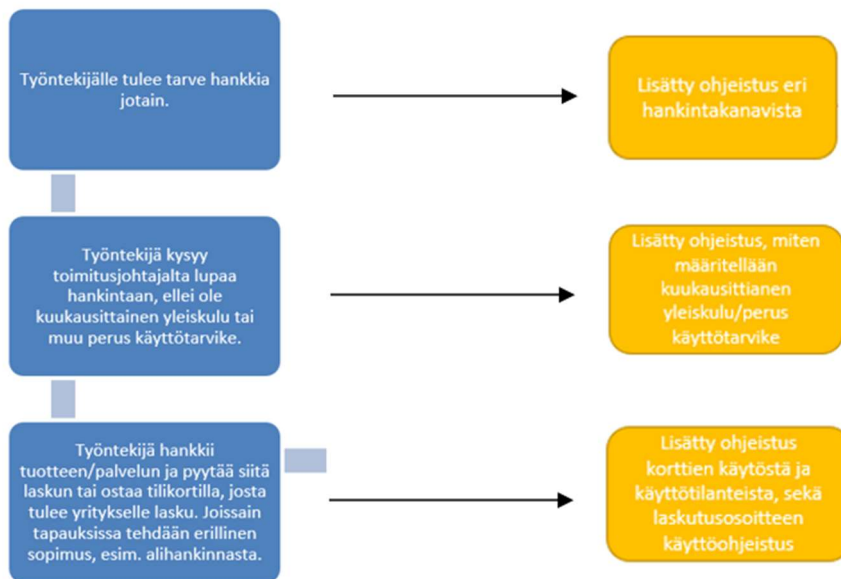 Työntekijälle tulee tarve hankkia
jotain.
Lisätty ohjeistus eri
hankintakanavista
Työntekijä kysyy
toimitusjohtajalta lupaa
hankintaan, ellei ole
kuukausittainen yleiskulu tai
muu perus käyttötarvike.
Lisätty ohjeistus, miten
määritellään
kuukausittianen
yleiskulu/perus
käyttötarvike
Työntekijä hankkii
tuotteen/palvelun ja pyytää siitä
laskun tai ostaa tilikortilla, josta
tulee yritykselle lasku. Joissain
tapauksissa tehdään erillinen
sopimus, esim. alihankinnasta.
Lisätty ohjeistus
korttien käytöstä ja
käyttötilanteista, sekä
laskutusosoitteen
käyttöohjeistus